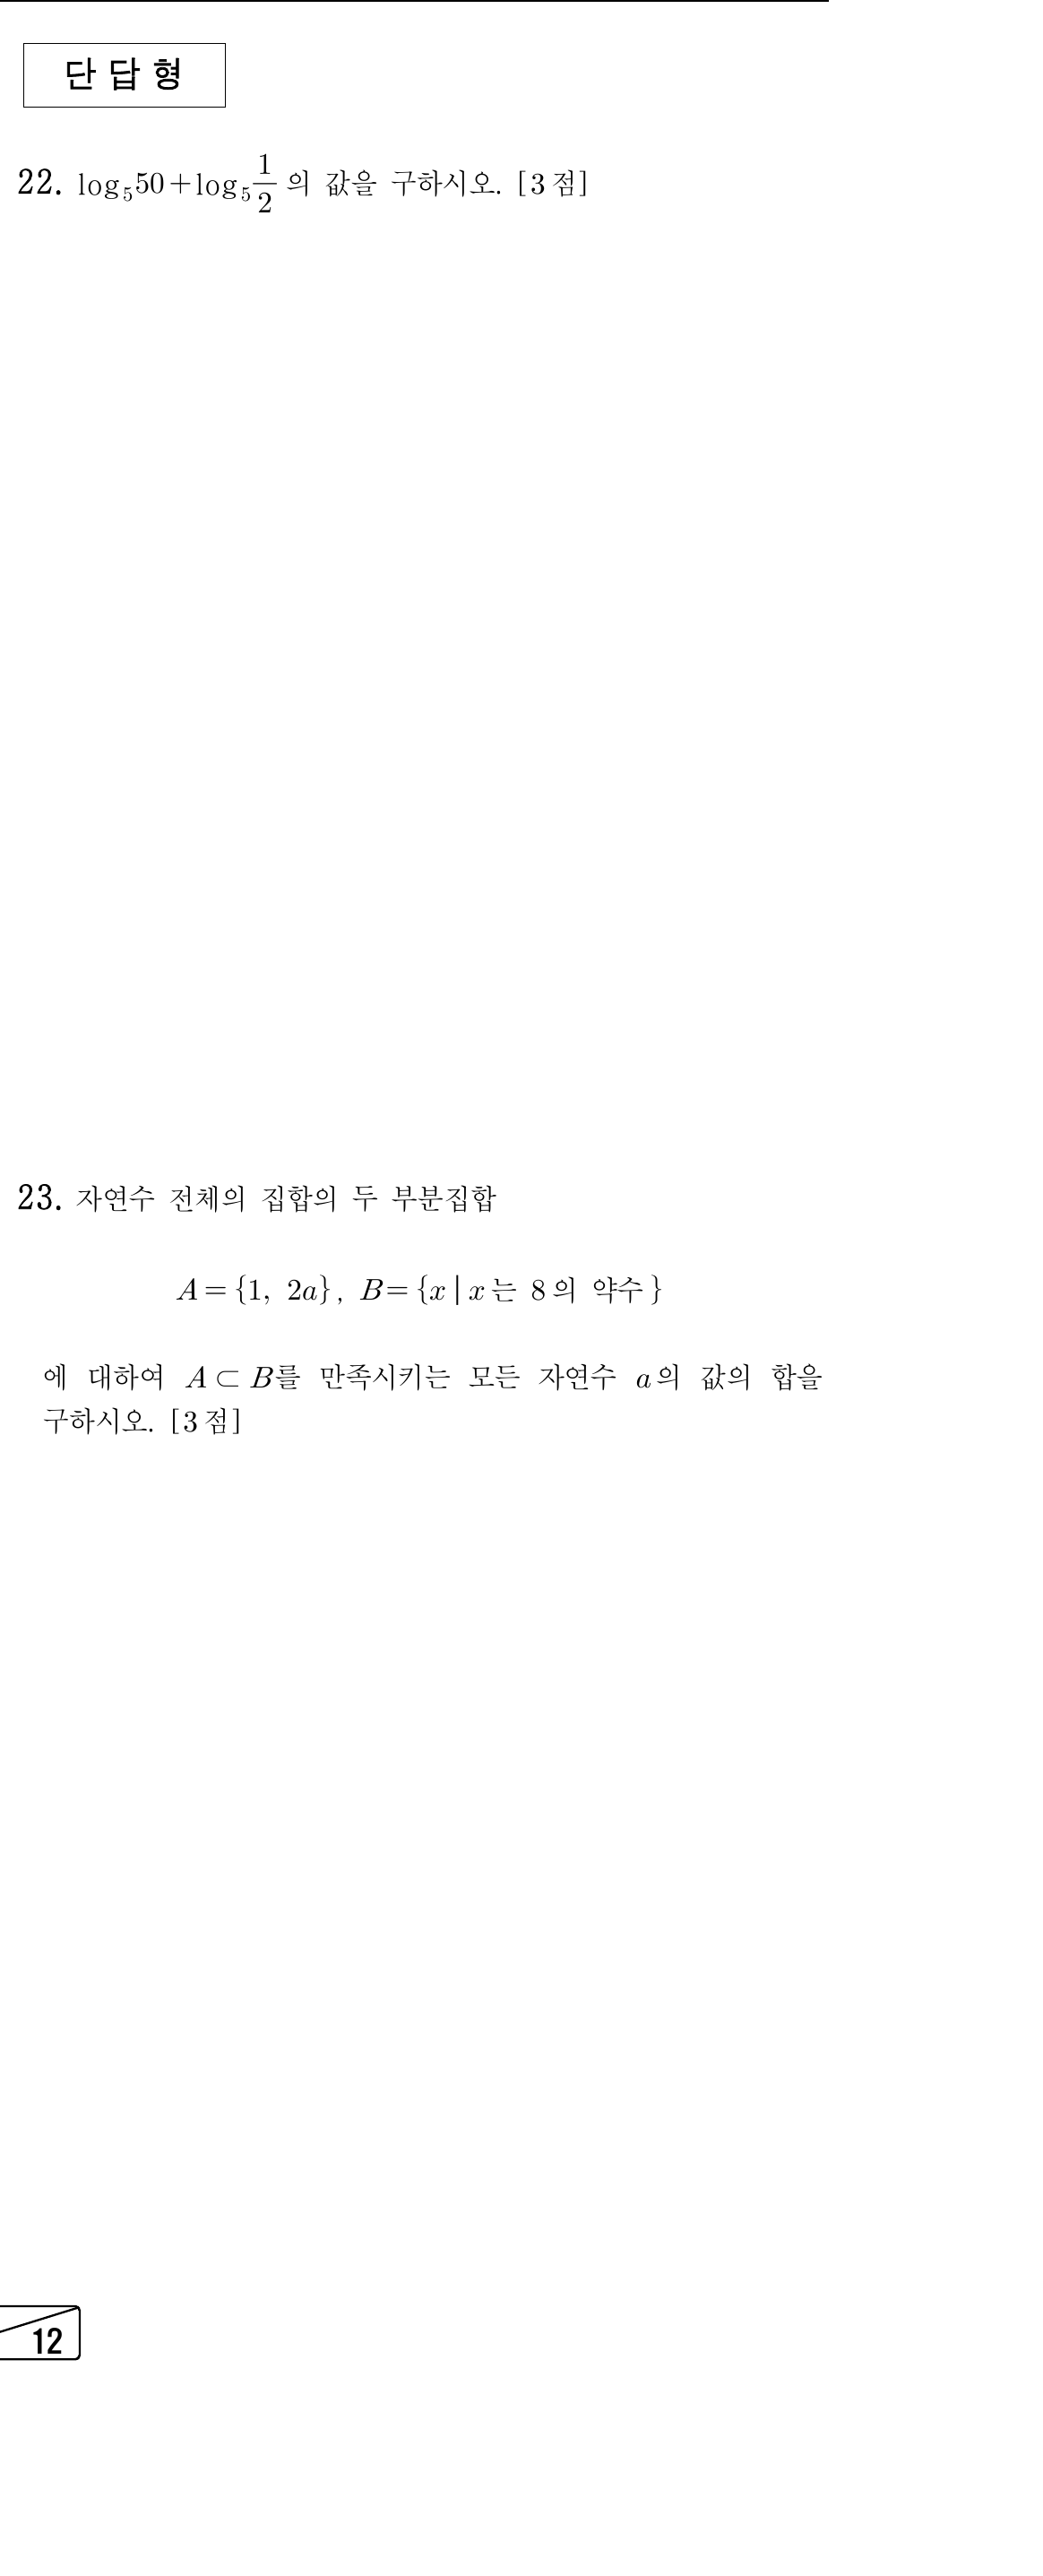 단 답 형
22. log₅50+log₅1/2 의 값을 구하시오. [3점]
23. 자연수 전체의 집합의 두 부분집합
A={1, 2a}, B={x|x는 8의 약수}
에 대하여 A⊂B를 만족시키는 모든 자연수 a의 값의 합을
구하시오. [3점]
12